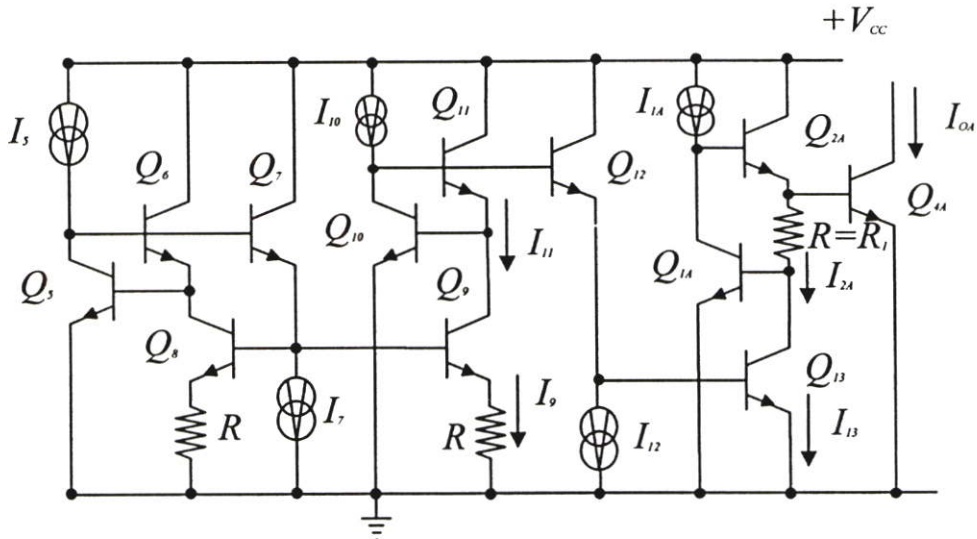 +V_CC
I_5
Q_6
Q_7
I_10
Q_11
Q_12
I_1A
Q_2A
I_OA
Q_4A
Q_5
Q_8
R
I_7
Q_10
I_11
Q_9
R
I_9
I_12
Q_1A
R=R_1
I_2A
Q_13
I_13